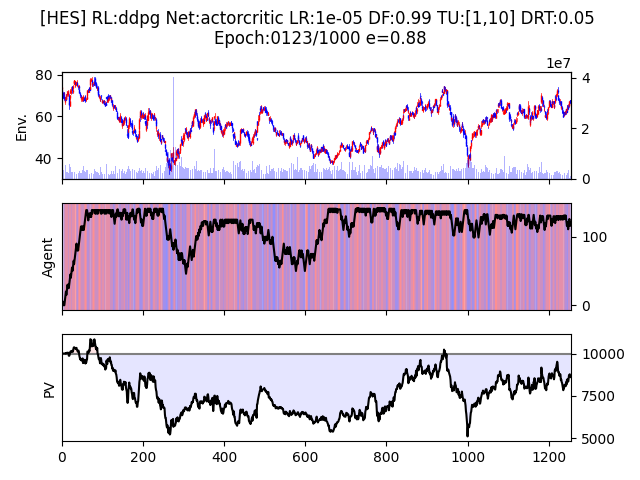 [HES] RL:ddpg Net:actorcritic LR:1e-05 DF:0.99 TU:[1,10] DRT:0.05
Epoch:0123/1000 e=0.88
1e7
80
60
40
Env.
4
2
0
Agent
100
0
PV
10000
7500
5000
0 200 400 600 800 1000 1200